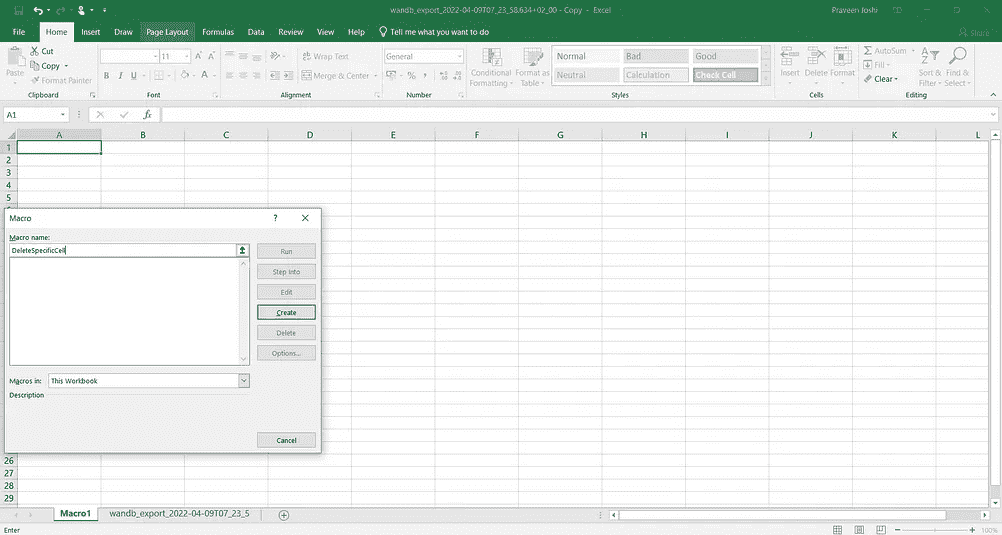 wandb_export_2022-04-09T07_23_58.634+02_00 - Copy - Excel
Praveen Joshi
File Home Insert Draw Page Layout Formulas Data Review View Help Tell me what you want to do Share
Cut
Copy
Format Painter
Paste
Clipboard
11
B I U
Font
Wrap Text
Merge & Center
Alignment
General
Number
Conditional Formatting
Format as Table
Normal Bad Good
Neutral Calculation Check Cell
Styles
Insert Delete Format
Cells
AutoSum
Fill
Clear
Sort & Filter
Find & Select
Editing
A1
fx
A B C D E F G H I J K L
1
2
3
4
5
Macro ?
Macro name:
DeleteSpecificCell
Run
Step Into
Edit
Create
Delete
Options...
Macros in: This Workbook
Description
Cancel
26
27
28
29
Macro1 wandb_export_2022-04-09T07_23_5
Enter
100%